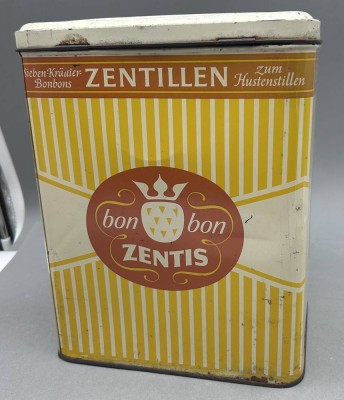 Sieben-Kräuter-
Bonbons
ZENTILLEN
zum
Hustenstillen
bon bon
ZENTIS